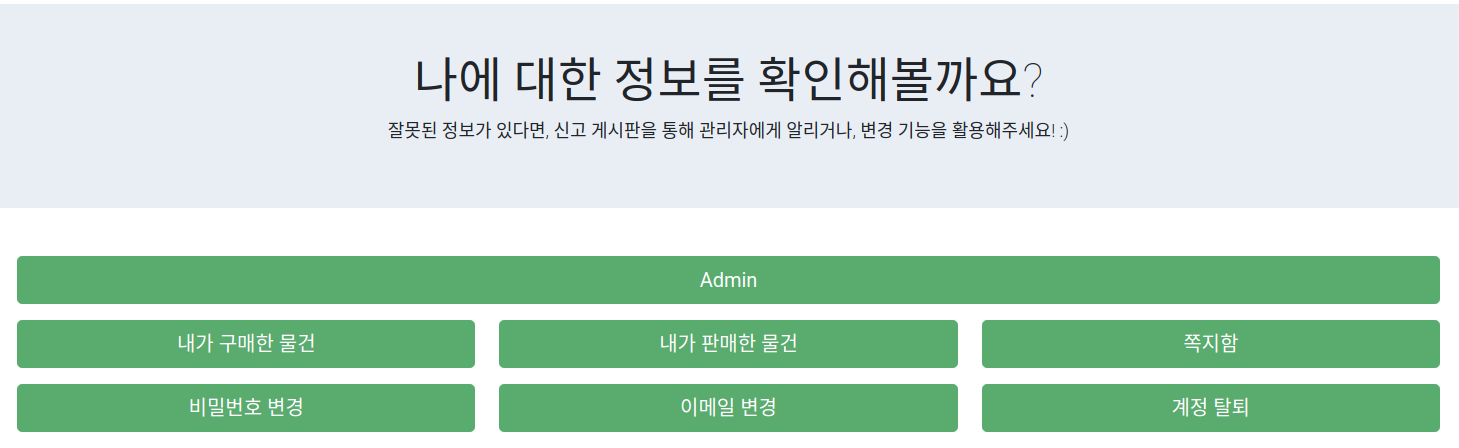 나에 대한 정보를 확인해볼까요?
잘못된 정보가 있다면, 신고 게시판을 통해 관리자에게 알리거나, 변경 기능을 활용해주세요! :)
Admin
내가 구매한 물건
내가 판매한 물건
쪽지함
비밀번호 변경
이메일 변경
계정 탈퇴